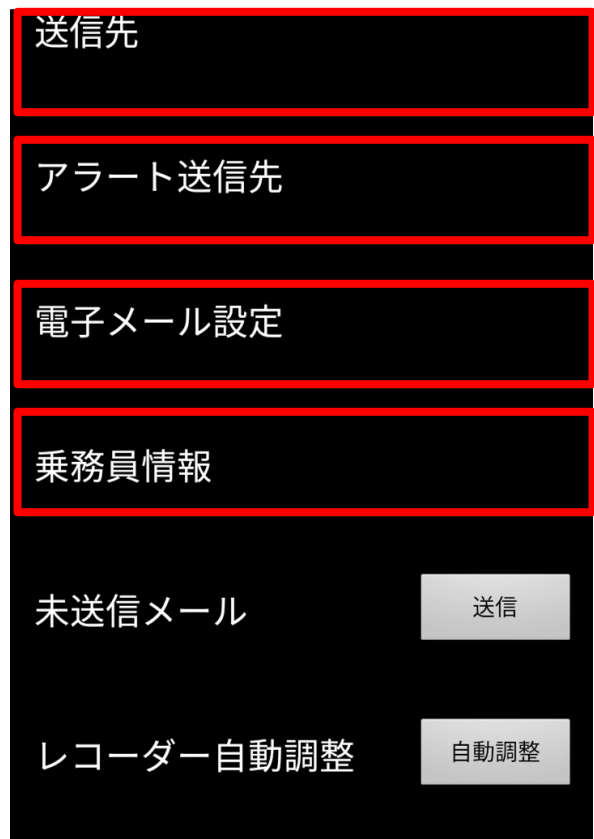 送信先
アラート送信先
電子メール設定
乗務員情報
未送信メール 送信
レコーダー自動調整 自動調整